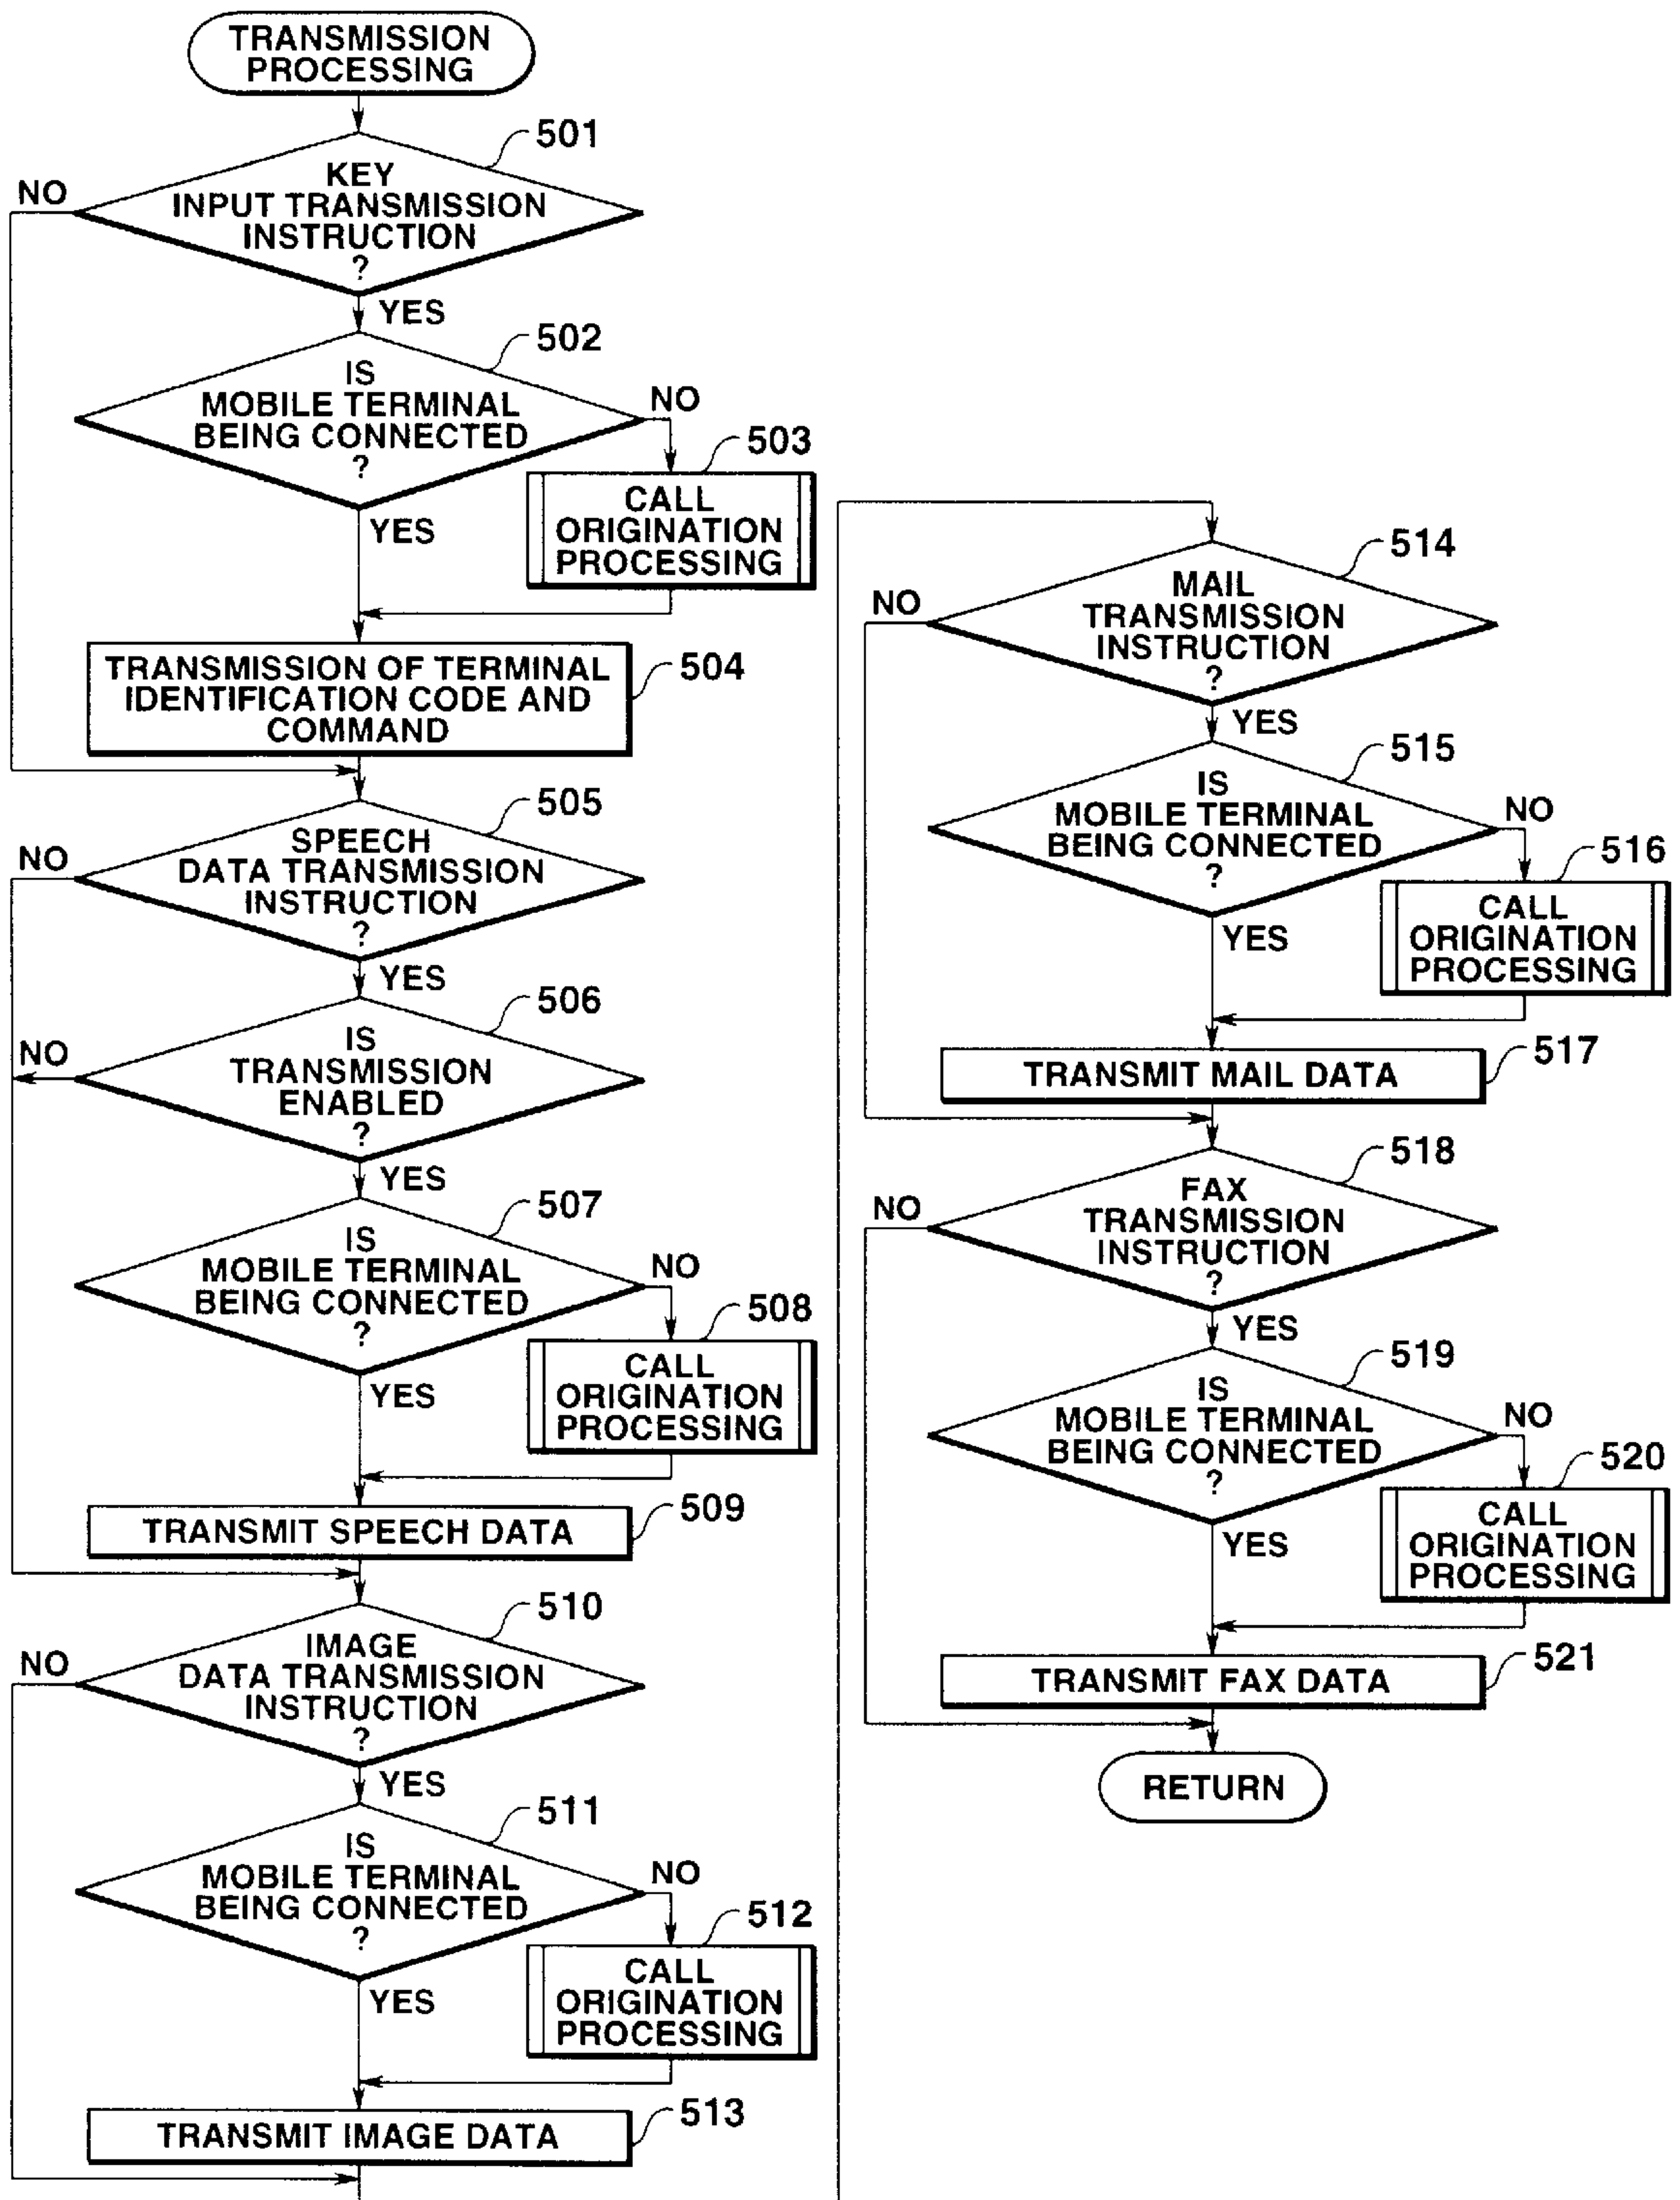 TRANSMISSION
PROCESSING
501
KEY
INPUT TRANSMISSION
INSTRUCTION
?
NO
YES
502
IS
MOBILE TERMINAL
BEING CONNECTED
?
NO
YES
503
CALL
ORIGINATION
PROCESSING
TRANSMISSION OF TERMINAL
IDENTIFICATION CODE AND
COMMAND
504
505
SPEECH
DATA TRANSMISSION
INSTRUCTION
?
NO
YES
506
IS
TRANSMISSION
ENABLED
?
NO
YES
507
IS
MOBILE TERMINAL
BEING CONNECTED
?
NO
YES
508
CALL
ORIGINATION
PROCESSING
TRANSMIT SPEECH DATA
509
510
IMAGE
DATA TRANSMISSION
INSTRUCTION
?
NO
YES
511
IS
MOBILE TERMINAL
BEING CONNECTED
?
NO
YES
512
CALL
ORIGINATION
PROCESSING
TRANSMIT IMAGE DATA
513
514
MAIL
TRANSMISSION
INSTRUCTION
?
NO
YES
515
IS
MOBILE TERMINAL
BEING CONNECTED
?
NO
YES
516
CALL
ORIGINATION
PROCESSING
TRANSMIT MAIL DATA
517
518
FAX
TRANSMISSION
INSTRUCTION
?
NO
YES
519
IS
MOBILE TERMINAL
BEING CONNECTED
?
NO
YES
520
CALL
ORIGINATION
PROCESSING
TRANSMIT FAX DATA
521
RETURN